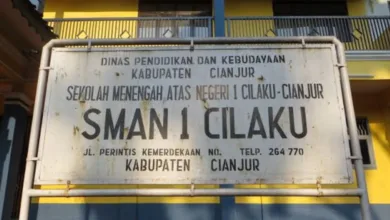 DINAS PENDIDIKAN DAN KEBUDAYAAN
KABUPATEN CIANJUR
SEKOLAH MENENGAH ATAS NEGERI 1 CILAKU-CIANJUR
SMAN 1 CILAKU
JL. PERINTIS KEMERDEKAAN NO. TELP. 264 770
KABUPATEN CIANJUR